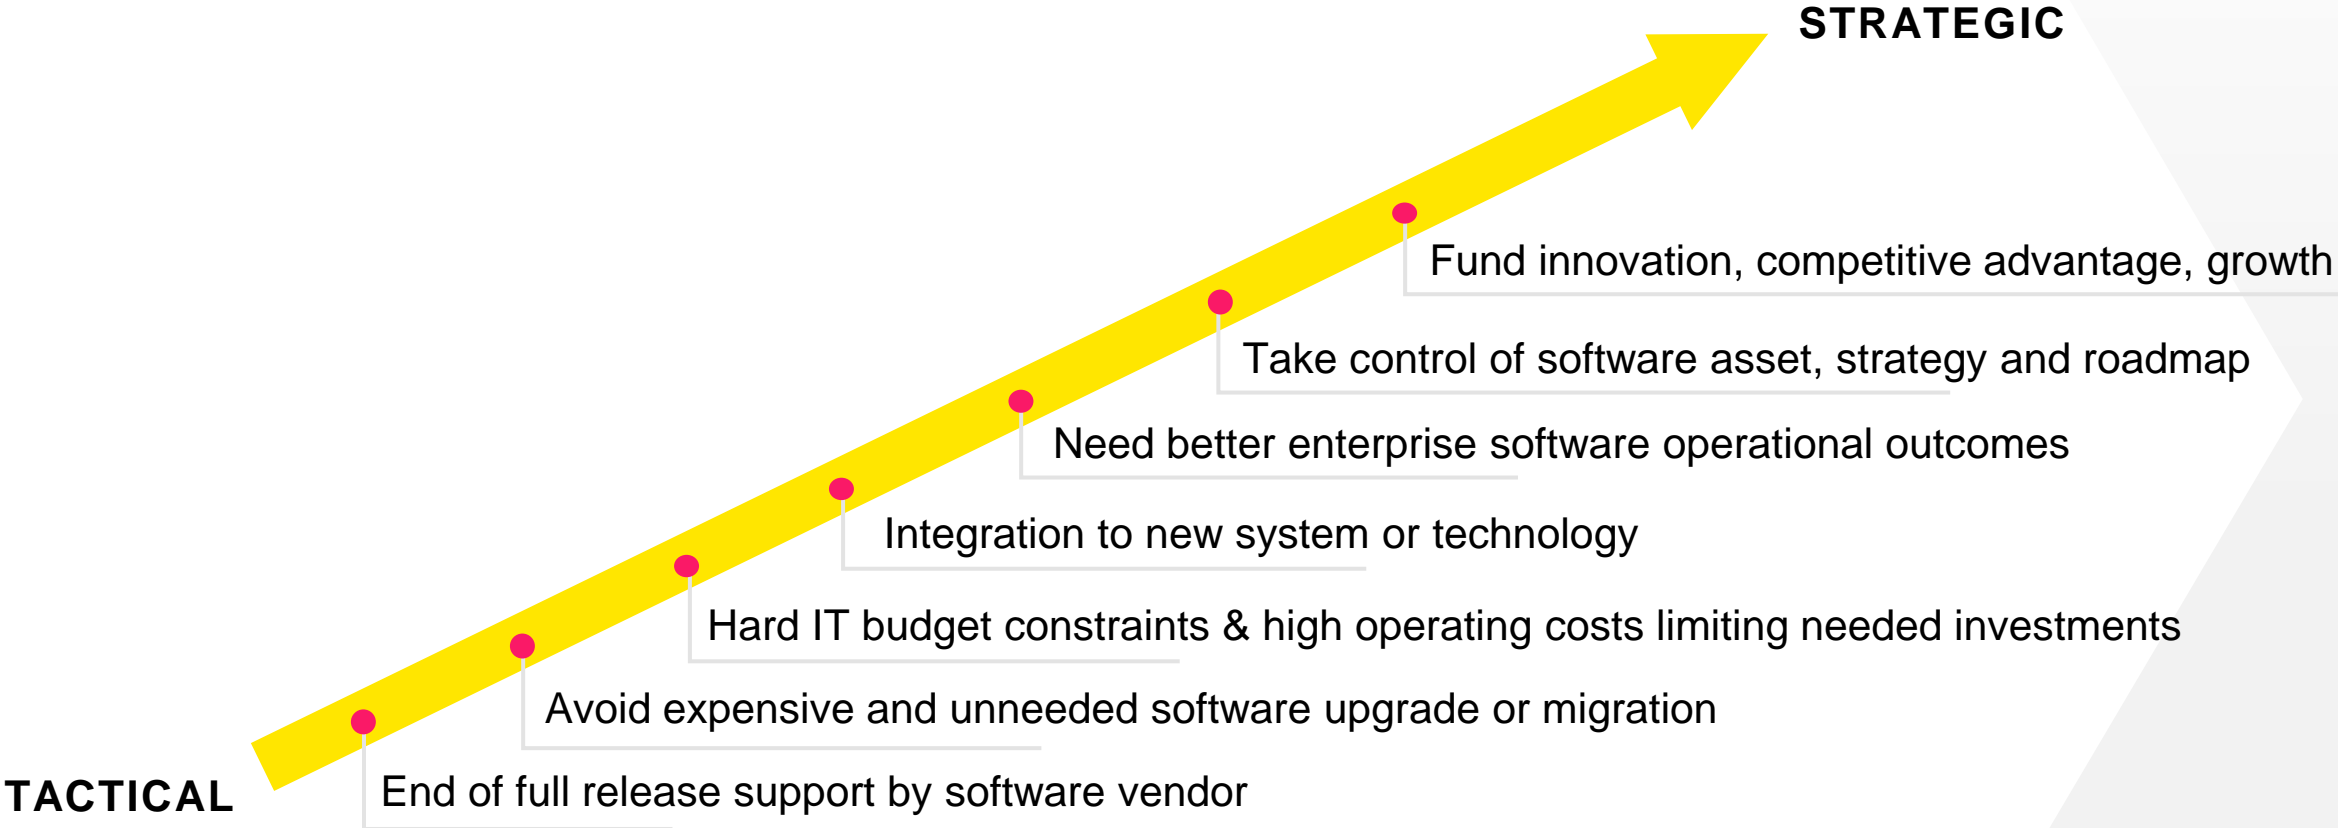 STRATEGIC
Fund innovation, competitive advantage, growth
Take control of software asset, strategy and roadmap
Need better enterprise software operational outcomes
Integration to new system or technology
Hard IT budget constraints & high operating costs limiting needed investments
Avoid expensive and unneeded software upgrade or migration
TACTICAL
End of full release support by software vendor